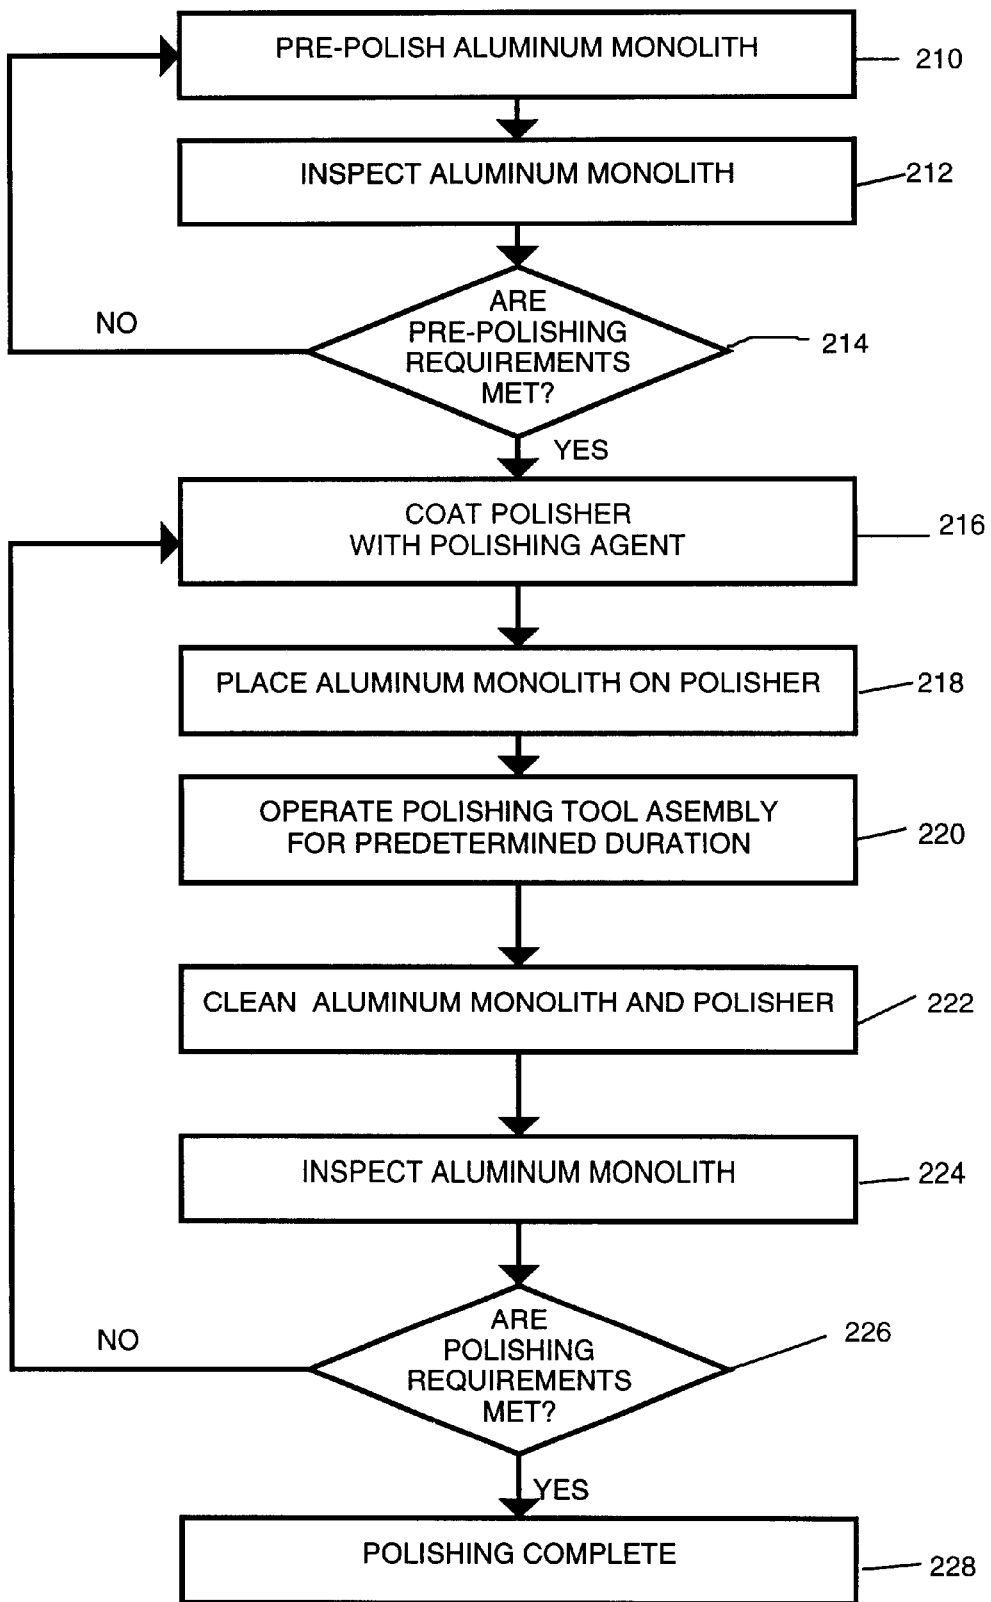 PRE-POLISH ALUMINUM MONOLITH
210
INSPECT ALUMINUM MONOLITH
212
ARE
PRE-POLISHING
REQUIREMENTS
MET?
214
NO
YES
COAT POLISHER
WITH POLISHING AGENT
216
PLACE ALUMINUM MONOLITH ON POLISHER
218
OPERATE POLISHING TOOL ASEMBLY
FOR PREDETERMINED DURATION
220
CLEAN ALUMINUM MONOLITH AND POLISHER
222
INSPECT ALUMINUM MONOLITH
224
ARE
POLISHING
REQUIREMENTS
MET?
226
NO
YES
POLISHING COMPLETE
228